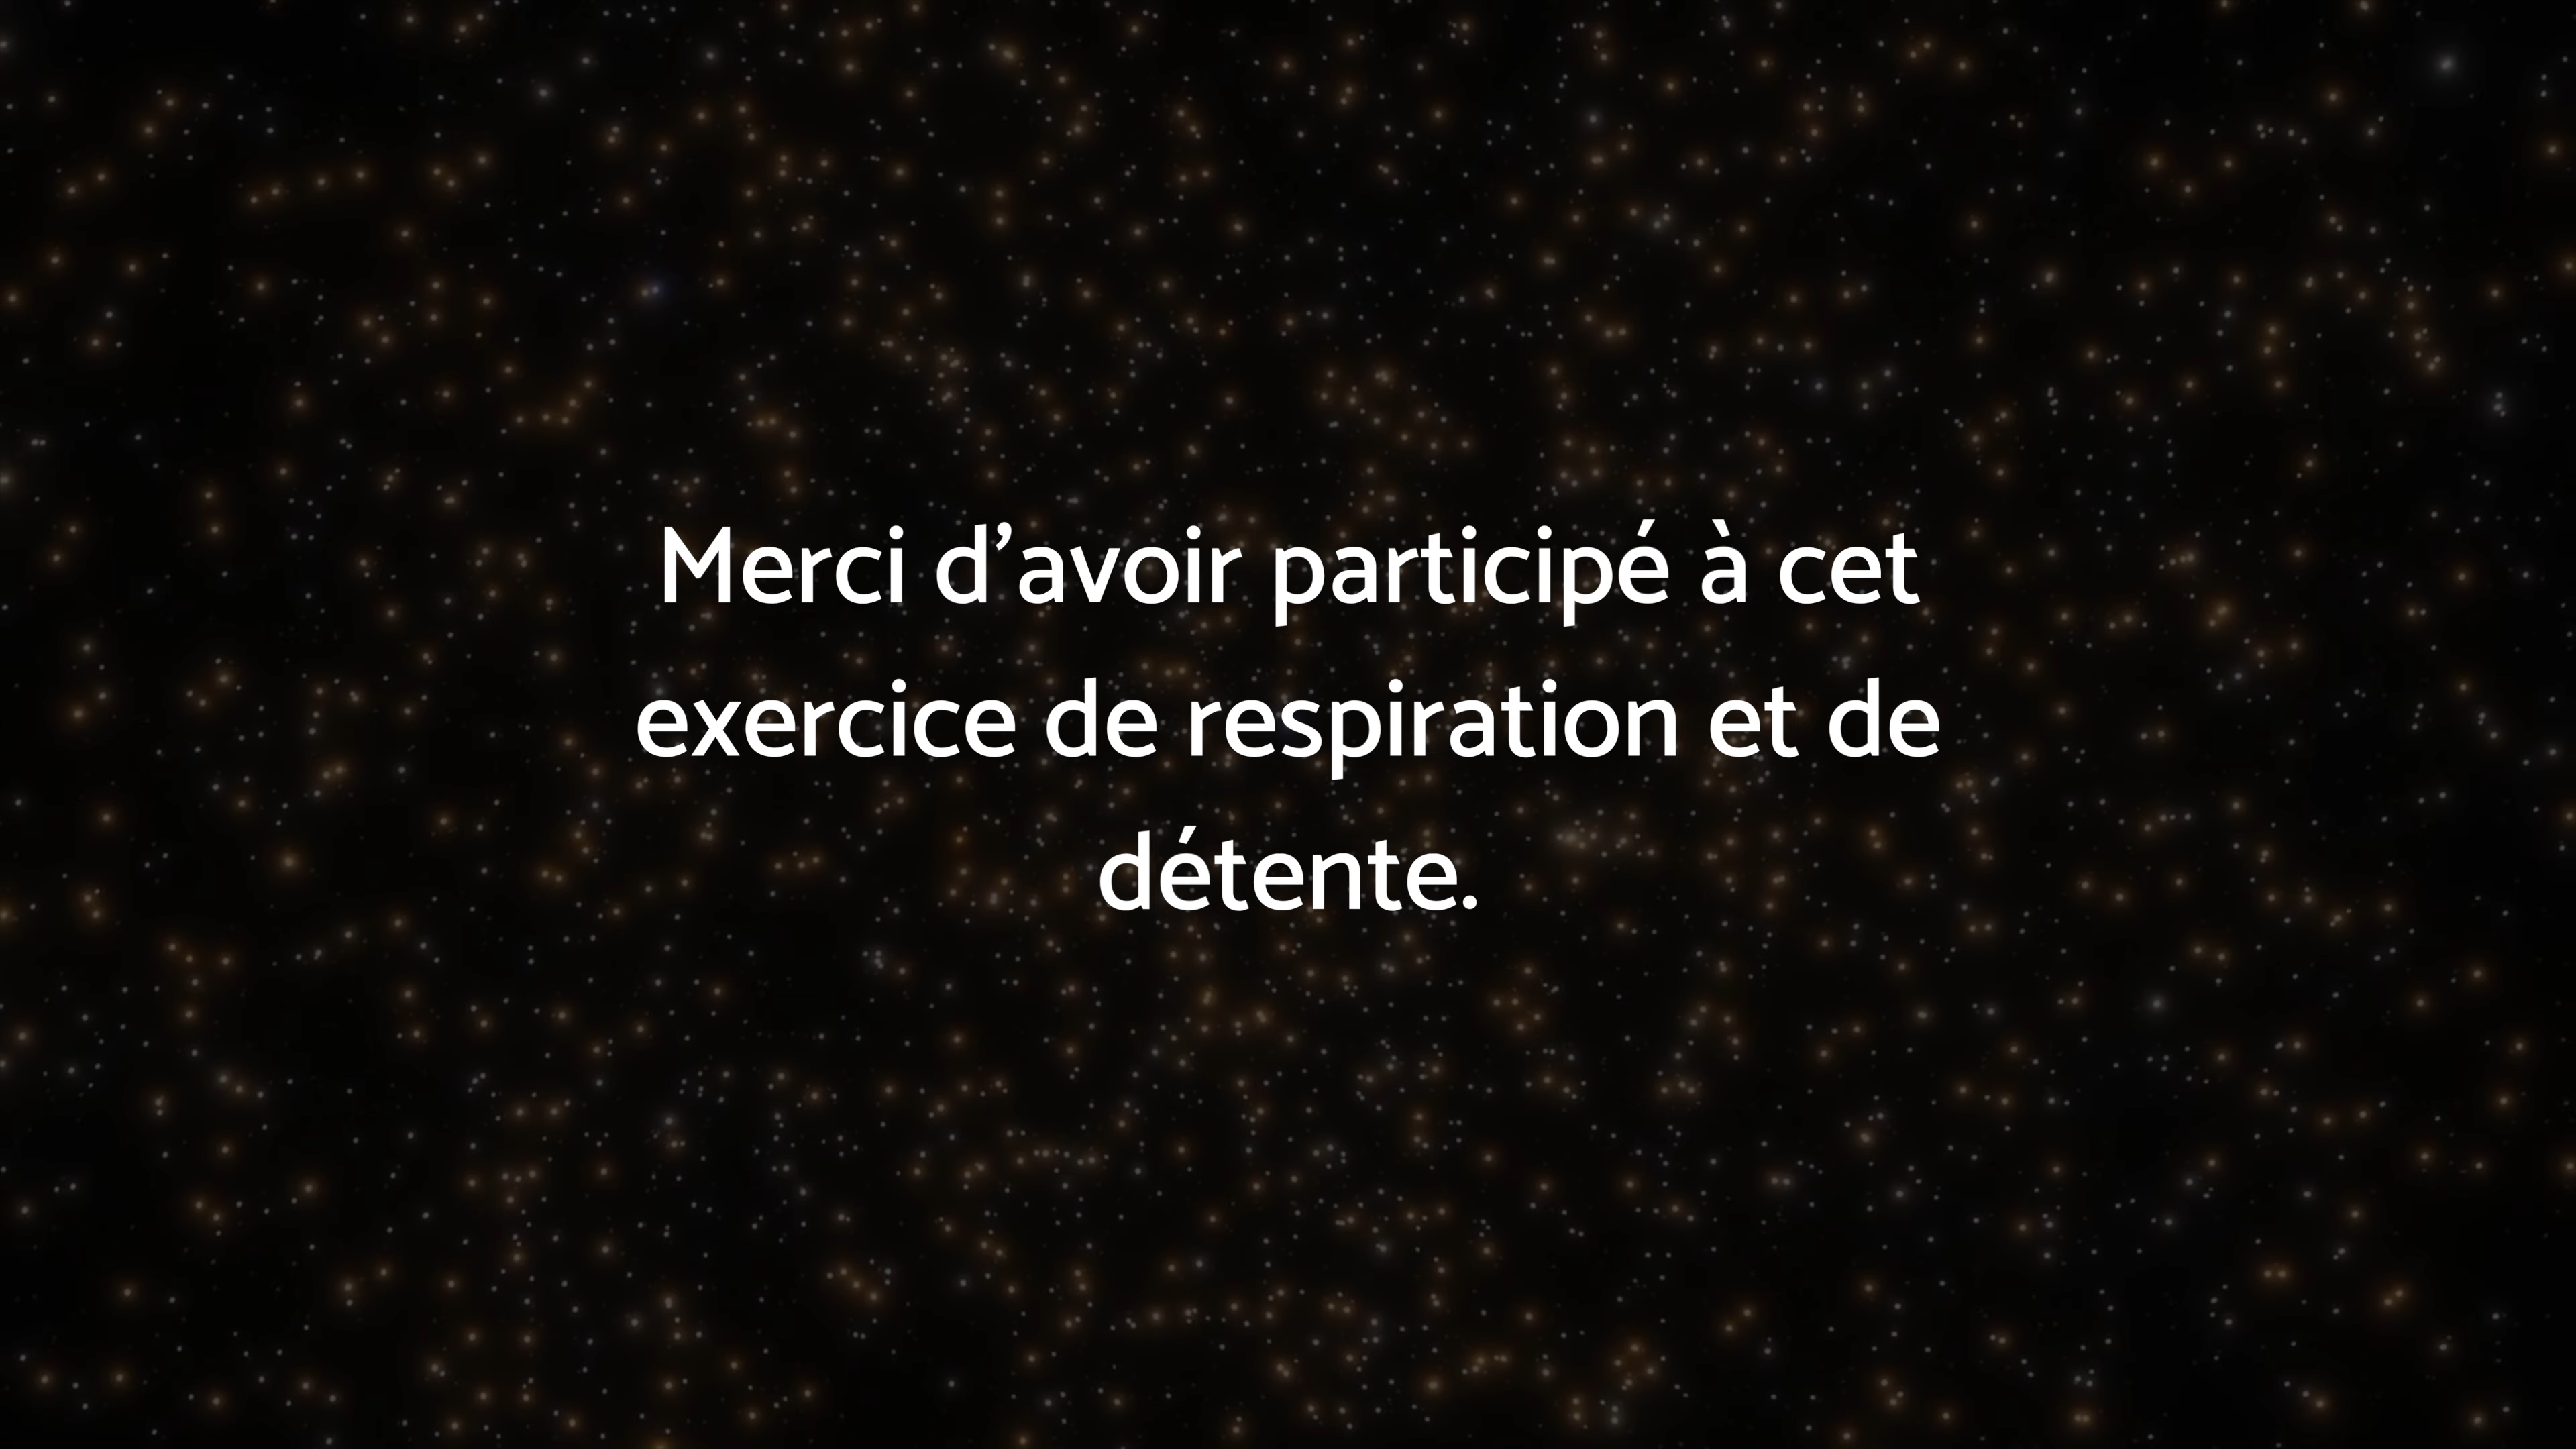 Merci d’avoir participé à cet
exercice de respiration et de
détente.